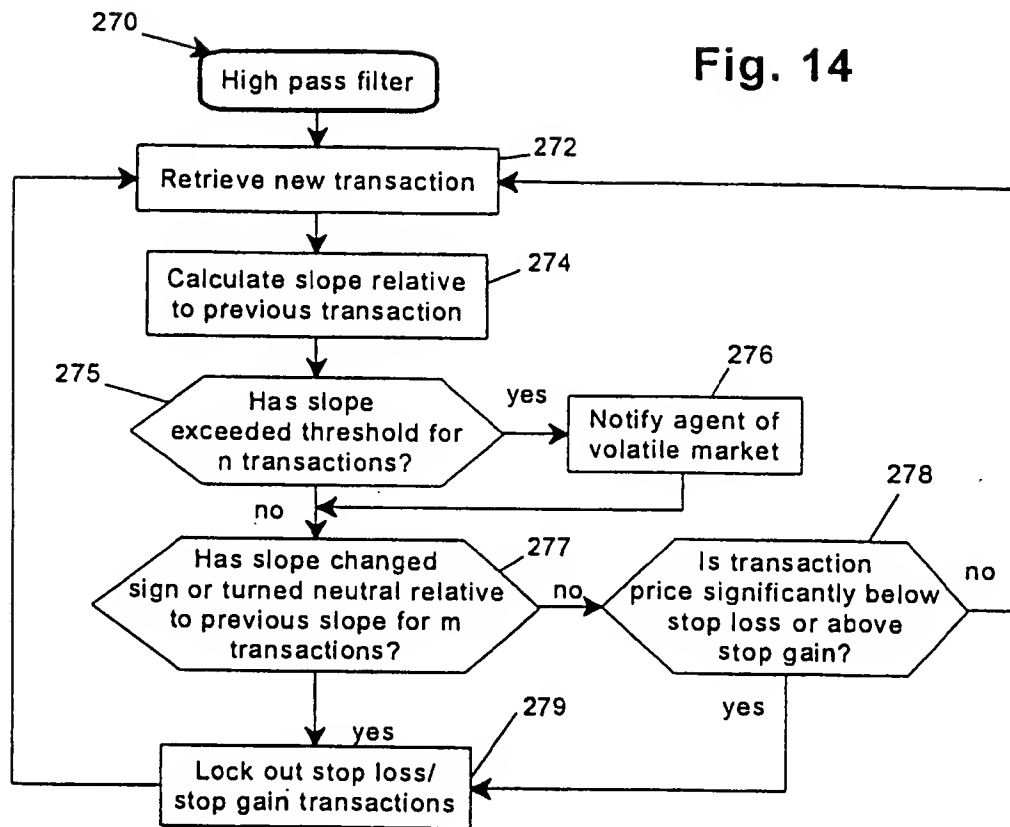 270
Fig. 14
High pass filter
272
Retrieve new transaction
274
Calculate slope relative
to previous transaction
275
Has slope
exceeded threshold for
n transactions?
yes
276
Notify agent of
volatile market
no
277
Has slope changed
sign or turned neutral relative
to previous slope for m
transactions?
no
278
Is transaction
price significantly below
stop loss or above
stop gain?
no
yes
yes
279
Lock out stop loss/
stop gain transactions